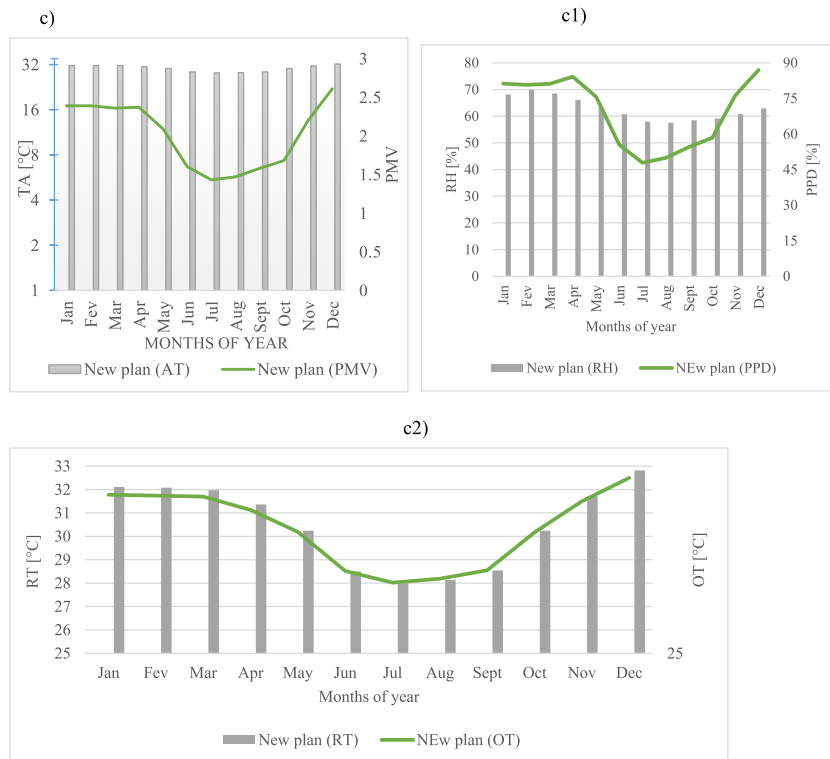 c)
32
16
8
4
2
1
TA [°C]
3
2.5
2
1.5
1
0.5
0
PMV
Jan
Fev
Mar
Apr
May
Jun
Jul
Aug
Sept
Oct
Nov
Dec
MONTHS OF YEAR
New plan (AT)
New plan (PMV)
c1)
80
70
60
50
40
30
20
10
0
RH [%]
90
75
60
45
30
15
0
PPD [%]
Jan
Feb
Mar
Apr
May
Jun
Jul
Aug
Sept
Oct
Nov
Dec
Months of year
New plan (RH)
NEw plan (PPD)
c2)
33
32
31
30
29
28
27
26
25
RT [°C]
25
OT [°C]
Jan
Fev
Mar
Apr
May
Jun
Jul
Aug
Sept
Oct
Nov
Dec
Months of year
New plan (RT)
NEw plan (OT)